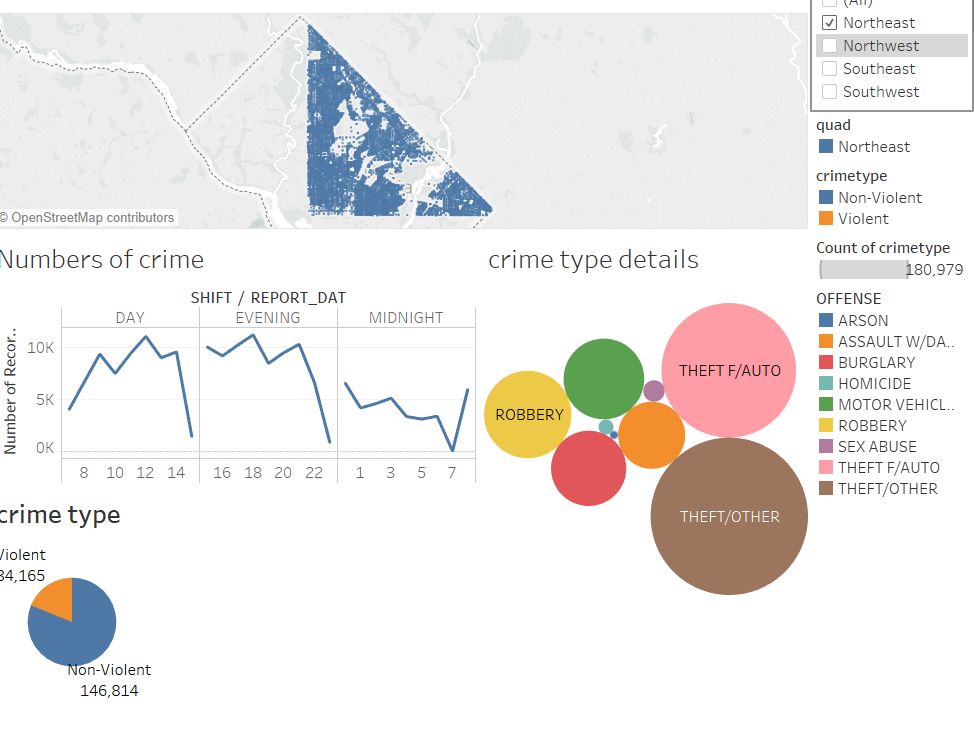 (All)
Northeast
Northwest
Southeast
Southwest
quad
Northeast
crimetype
Non-Violent
Violent
Count of crimetype
180,979
OFFENSE
ARSON
ASSAULT W/DA..
BURGLARY
HOMICIDE
MOTOR VEHICL..
ROBBERY
SEX ABUSE
THEFT F/AUTO
THEFT/OTHER
a
© OpenStreetMap contributors
Numbers of crime
SHIFT / REPORT_DAT
DAY EVENING MIDNIGHT
Number of Recor..
10K
5K
0K
8 10 12 14 16 18 20 22 1 3 5 7
crime type details
THEFT F/AUTO
ROBBERY
THEFT/OTHER
crime type
Violent
34,165
Non-Violent
146,814